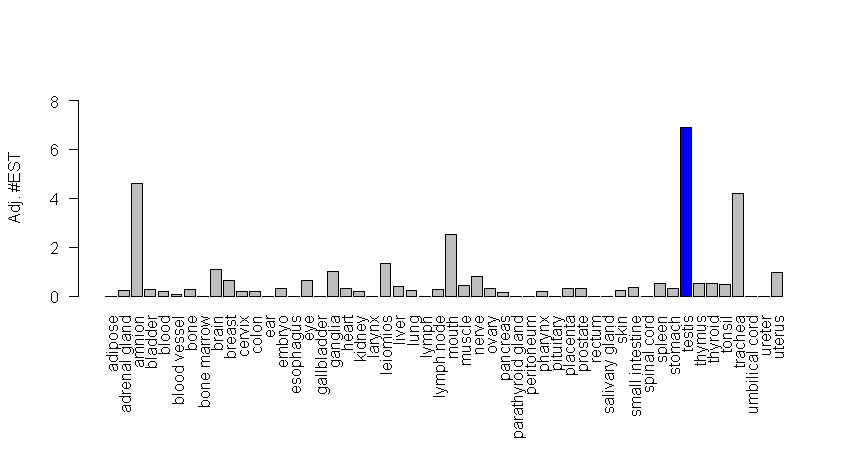 Adj. #EST
8
6
4
2
0
adipose
adrenal gland
amnion
bladder
blood
blood vessel
bone
bone marrow
brain
breast
cervix
colon
ear
embryo
esophagus
eye
gallbladder
ganglia
heart
kidney
larynx
leiomios
liver
lung
lymph
lymph node
mouth
muscle
nerve
ovary
pancreas
parathyroid gland
peritoneum
pharynx
pituitary
placenta
prostate
rectum
salivary gland
skin
small intestine
spinal cord
spleen
stomach
testis
thymus
thyroid
tonsil
trachea
umbilical cord
ureter
uterus